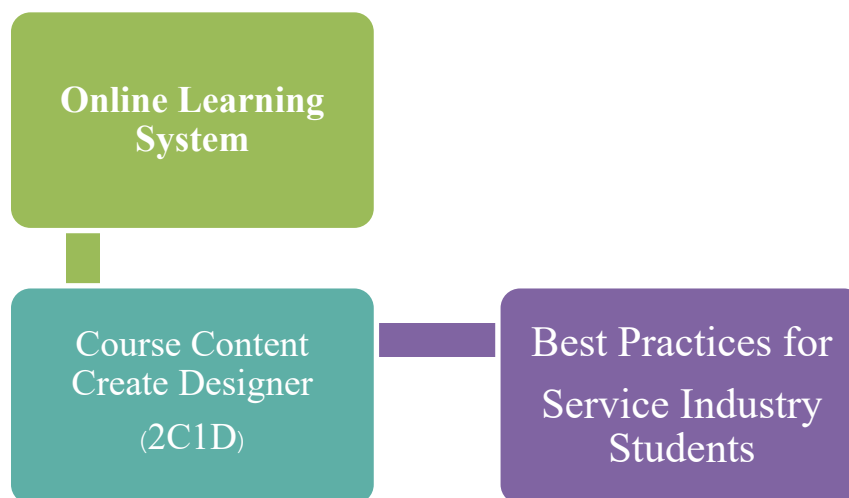 Online Learning
System
Course Content
Create Designer
(2C1D)
Best Practices for
Service Industry
Students